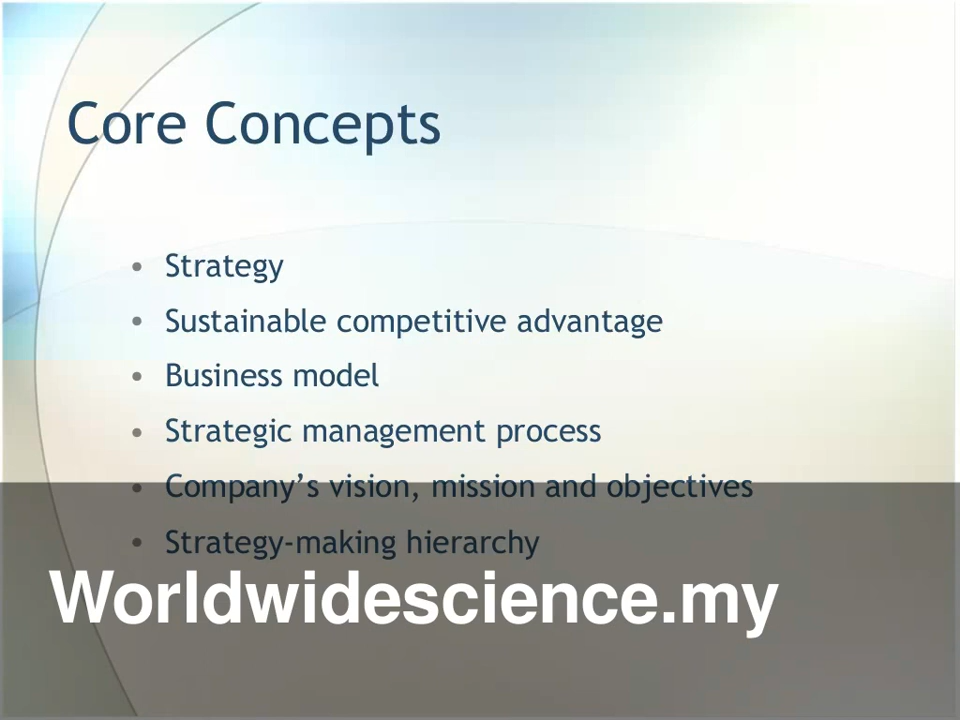 Core Concepts
• Strategy
• Sustainable competitive advantage
• Business model
• Strategic management process
• Company’s vision, mission and objectives
• Strategy-making hierarchy
Worldwidescience.my